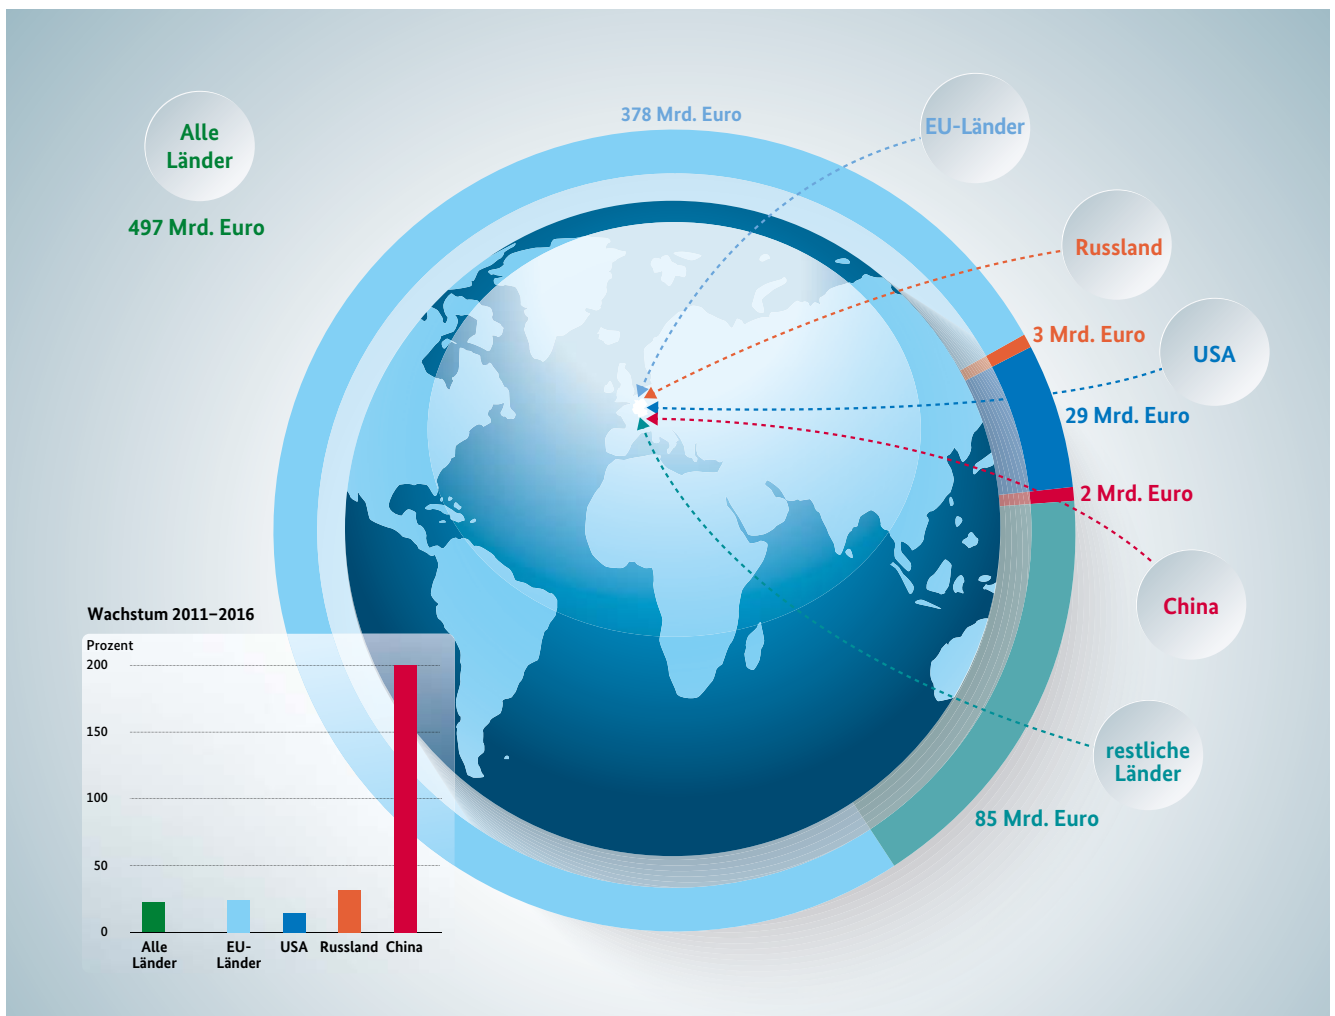 Alle
Länder
497 Mrd. Euro
378 Mrd. Euro
EU-Länder
Russland
3 Mrd. Euro
USA
29 Mrd. Euro
2 Mrd. Euro
China
restliche
Länder
85 Mrd. Euro
Wachstum 2011–2016
Prozent
200
150
100
50
0
Alle
Länder
EU-
Länder
USA
Russland
China